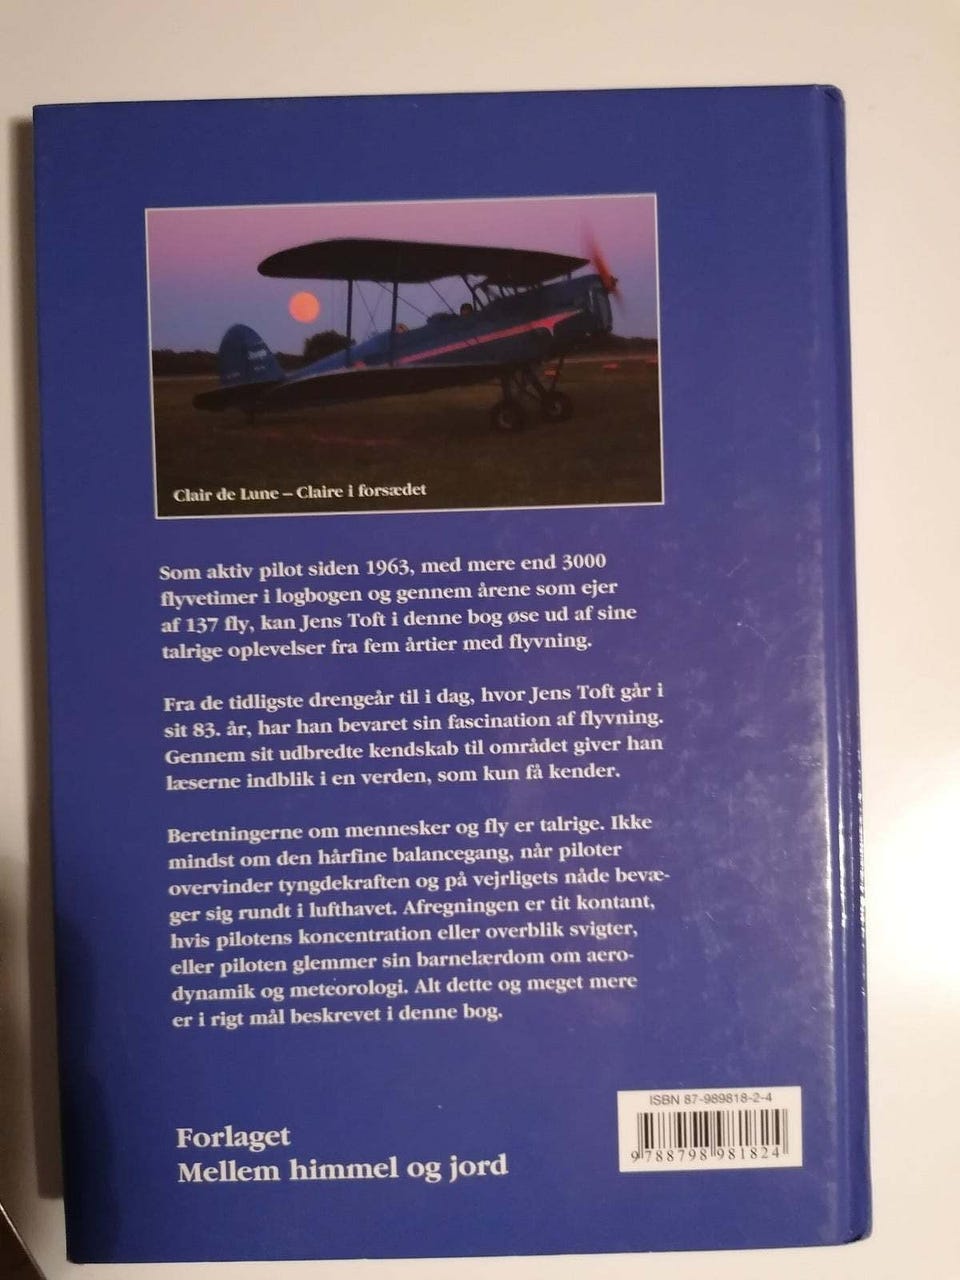 Clair de Lune – Claire i forsædet
Som aktiv pilot siden 1963, med mere end 3000
flyvetimer i logbogen og gennem årene som ejer
af 137 fly, kan Jens Toft i denne bog øse ud af sine
talrige oplevelser fra fem årtier med flyvning.
Fra de tidligste drengeår til i dag, hvor Jens Toft går i
sit 83. år, har han bevaret sin fascination af flyvning.
Gennem sit udbredte kendskab til området giver han
læserne indblik i en verden, som kun få kender.
Beretningerne om mennesker og fly er talrige. Ikke
mindst om den hårfine balancegang, når piloter
overvinder tyngdekraften og på vejrligets nåde bevæ-
ger sig rundt i lufthavet. Afregningen er tit kontant,
hvis pilotens koncentration eller overblik svigter,
eller piloten glemmer sin barnelærdom om aero-
dynamik og meteorologi. Alt dette og meget mere
er i rigt mål beskrevet i denne bog.
Forlaget
Mellem himmel og jord
ISBN 87-989818-2-4
9 788798 981824